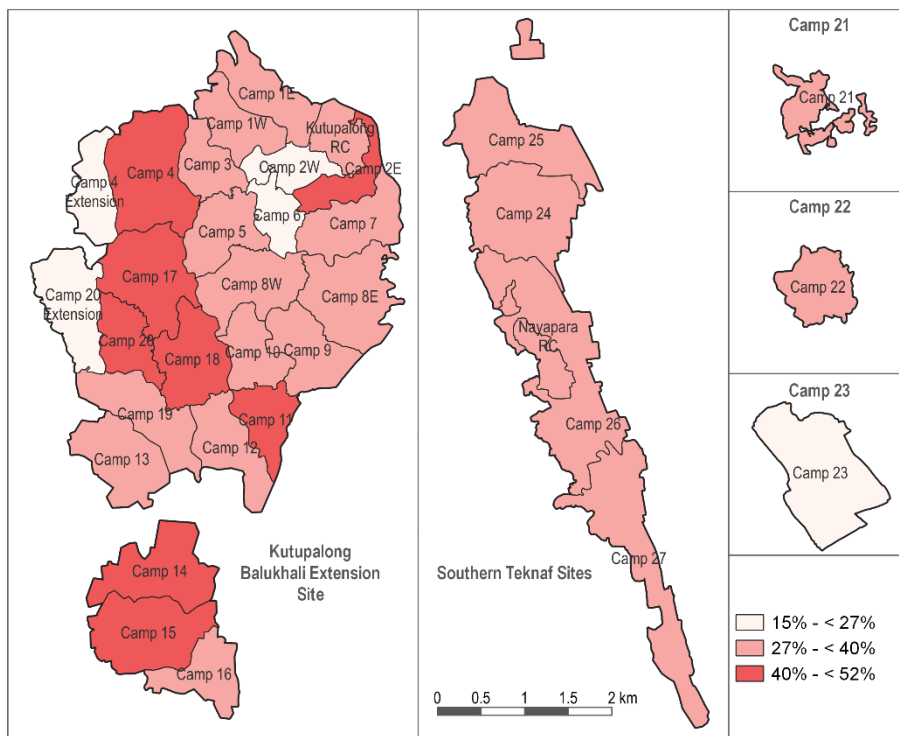 Camp 1E
Camp 1W
Kutupalong
RC
Camp 3
Camp 2W
Camp 2E
Camp 4
Camp 4
Extension
Camp 6
Camp 5
Camp 7
Camp 17
Camp 8W
Camp 8E
Camp 20
Extension
Camp 20
Camp 18
Camp 10
Camp 9
Camp 19
Camp 11
Camp 12
Camp 13
Camp 14
Camp 15
Camp 16
Kutupalong
Balukhali Extension
Site
Camp 25
Camp 24
Nayapara
RC
Camp 26
Camp 27
Southern Teknaf Sites
0 0.5 1 1.5 2 km
Camp 21
Camp 21
Camp 22
Camp 22
Camp 23
Camp 23
15% - < 27%
27% - < 40%
40% - < 52%